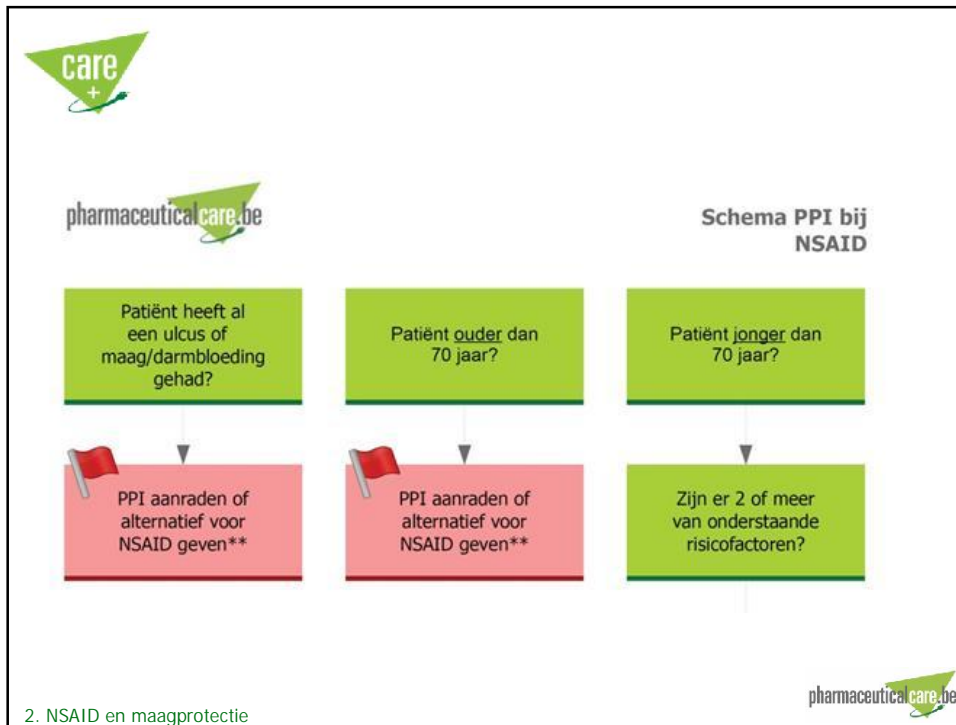 care
+
pharmaceuticalcare.be
Schema PPI bij
NSAID
Patiënt heeft al
een ulcus of
maag/darmbloeding
gehad?
Patiënt ouder dan
70 jaar?
Patiënt jonger dan
70 jaar?
PPI aanraden of
alternatief voor
NSAID geven**
PPI aanraden of
alternatief voor
NSAID geven**
Zijn er 2 of meer
van onderstaande
risicofactoren?
2. NSAID en maagprotectie
pharmaceuticalcare.be